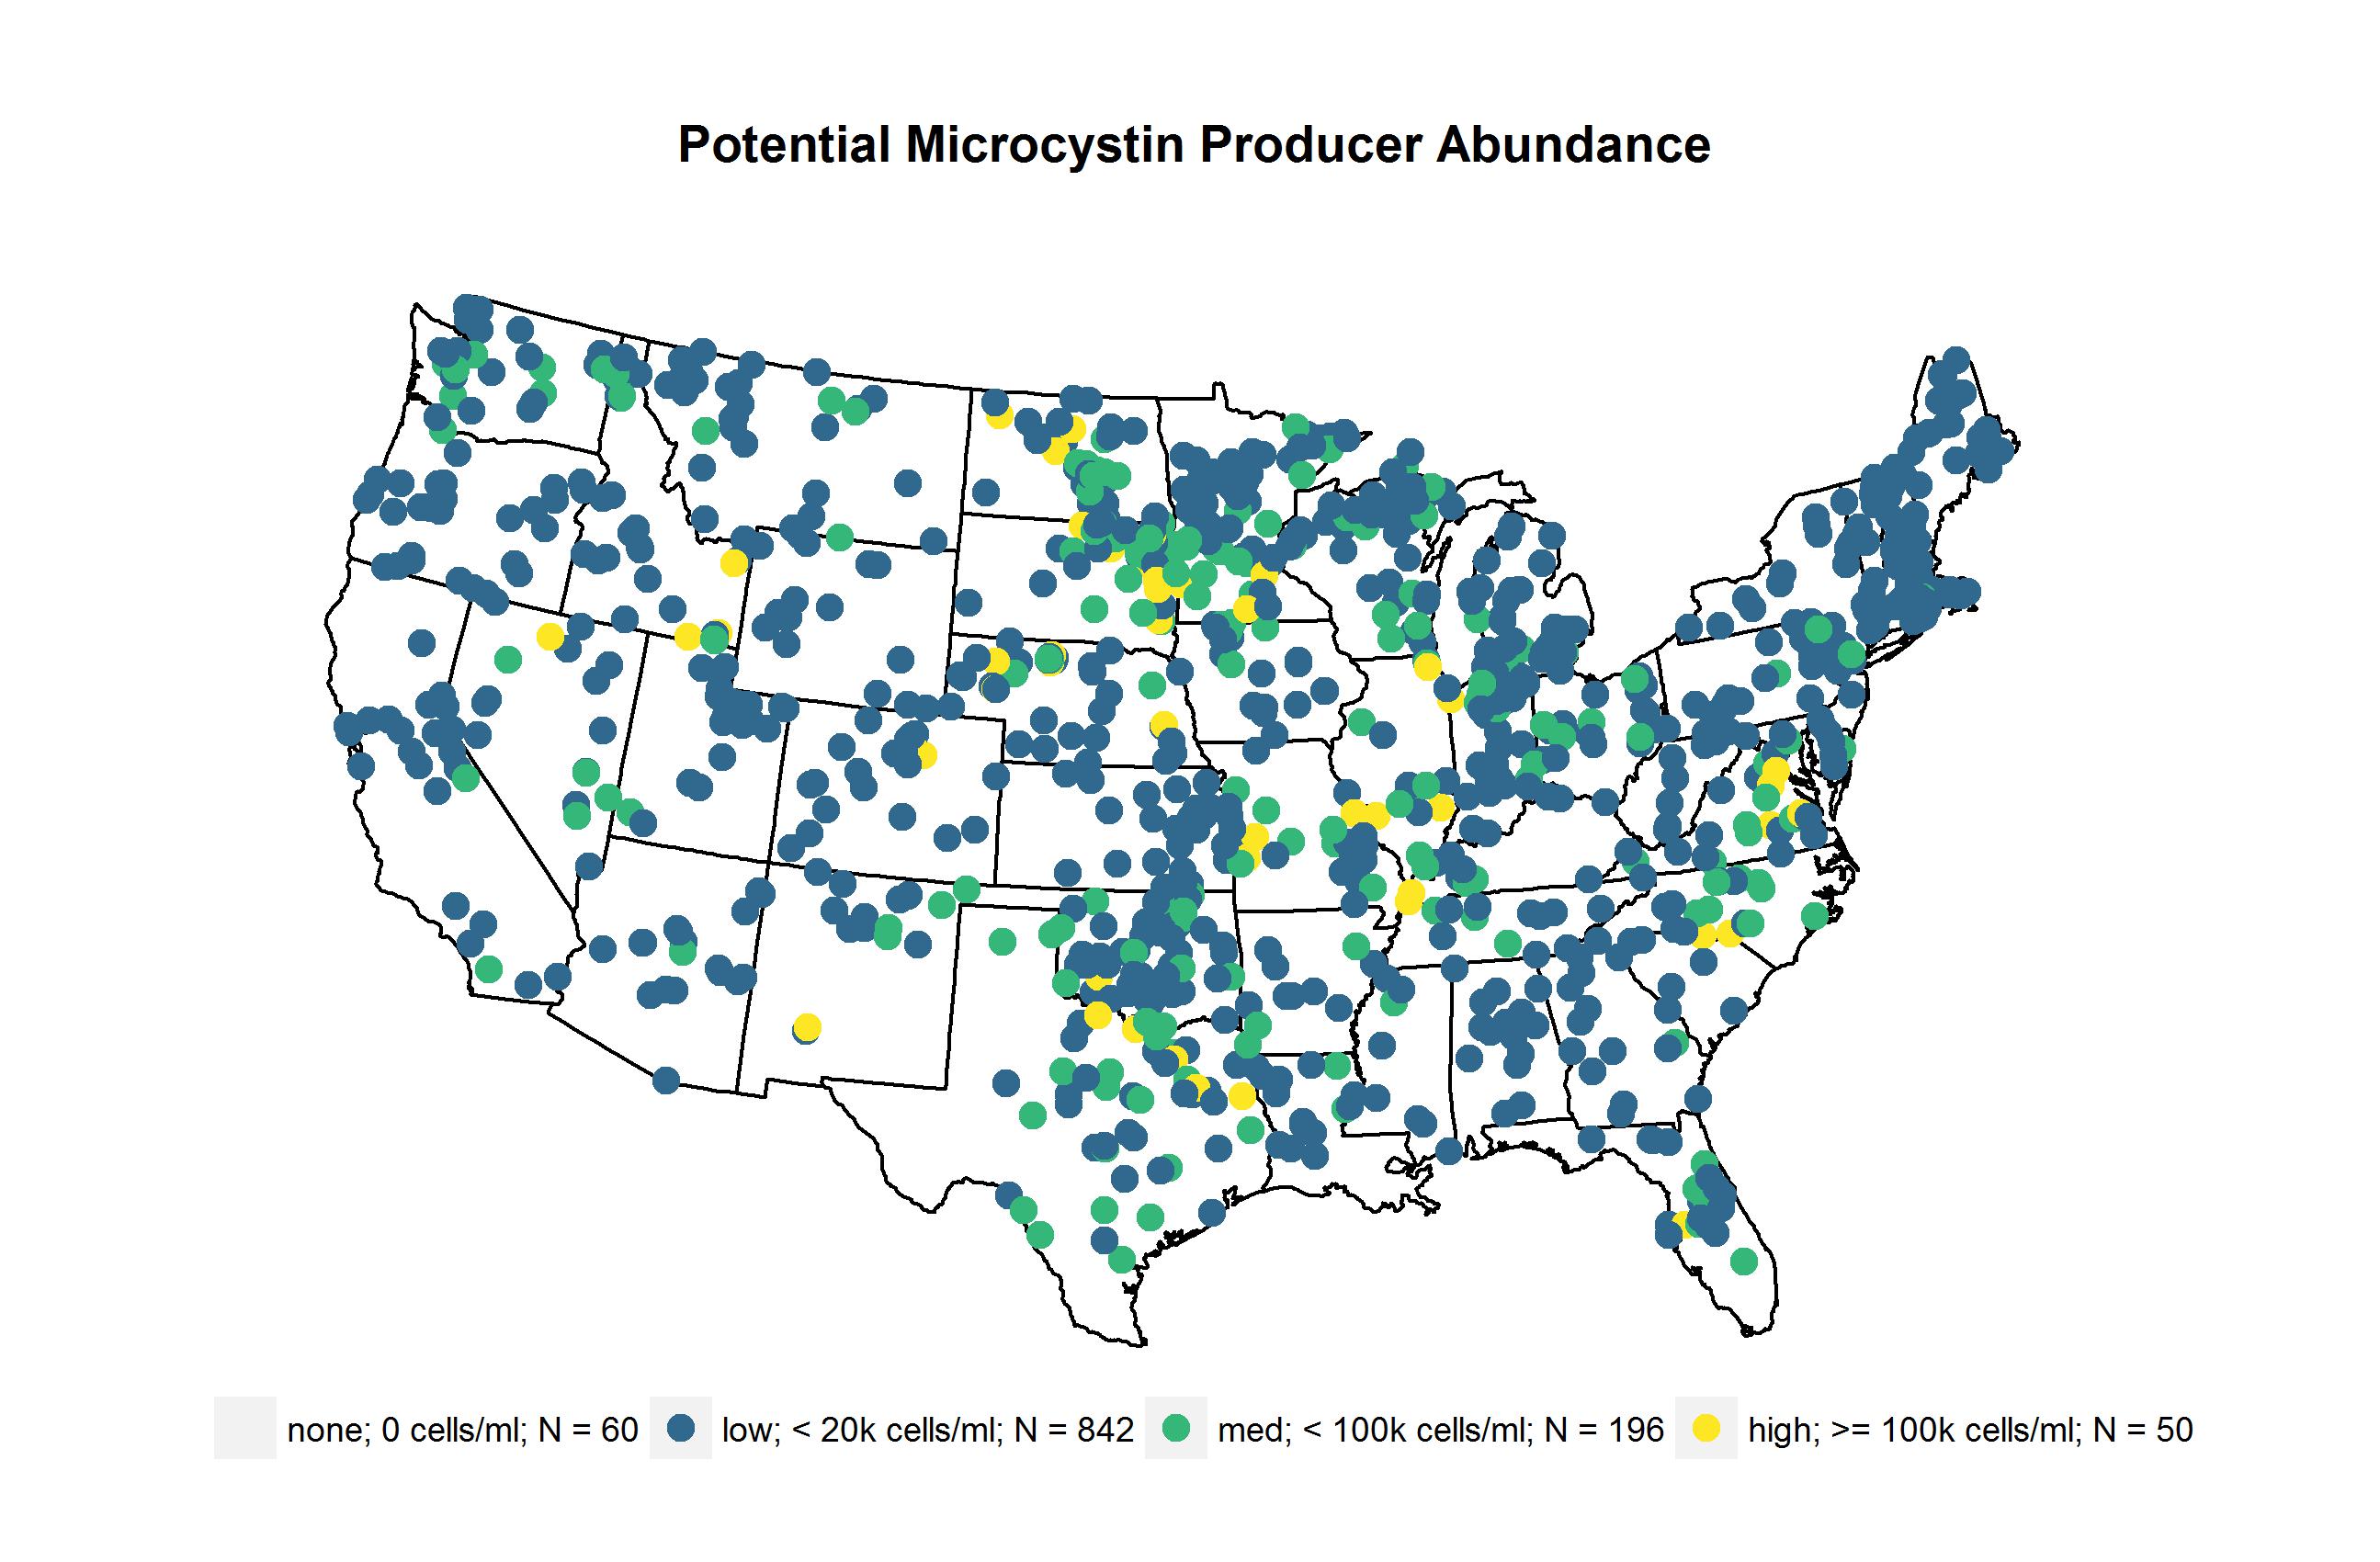 Potential Microcystin Producer Abundance
none; 0 cells/ml; N = 60 low; < 20k cells/ml; N = 842 med; < 100k cells/ml; N = 196 high; >= 100k cells/ml; N = 50